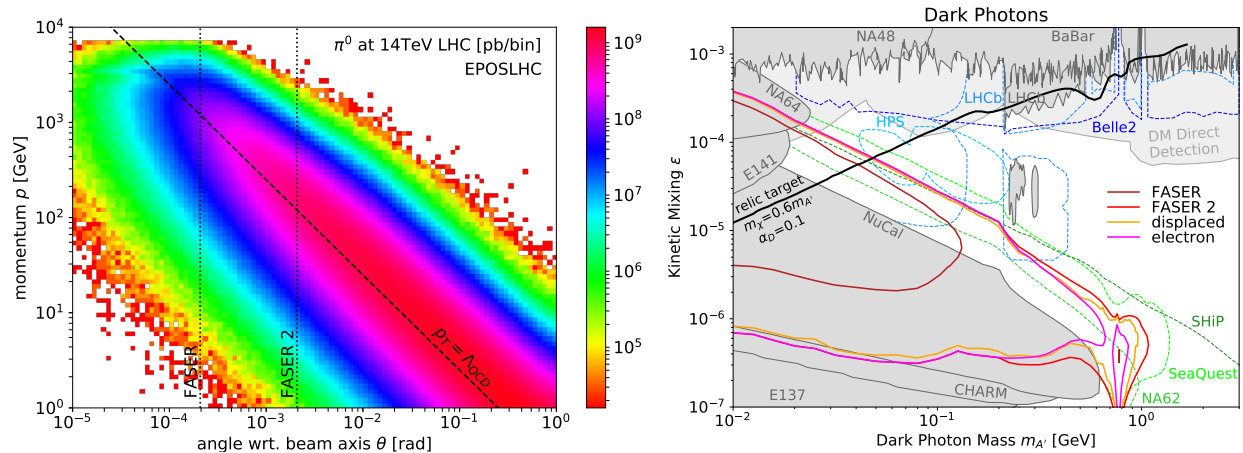 π⁰ at 14TeV LHC [pb/bin]
EPOSLHC
momentum p [GeV]
10⁴
10³
10²
10¹
10⁰
FASER
FASER 2
p_T = Λ_QCD
10⁻⁵
10⁻⁴
10⁻³
10⁻²
10⁻¹
10⁰
angle wrt. beam axis θ [rad]
10⁹
10⁸
10⁷
10⁶
10⁵
Dark Photons
Kinetic Mixing ε
10⁻³
10⁻⁴
10⁻⁵
10⁻⁶
10⁻⁷
NA48
BaBar
NA64
LHCb
LHCb
HPS
Belle2
E141
DM Direct
Detection
relic target
m_χ=0.6m_A'
α_D=0.1
NuCal
FASER
FASER 2
displaced
electron
SHiP
SeaQuest
CHARM
E137
NA62
10⁻²
10⁻¹
10⁰
Dark Photon Mass m_A' [GeV]